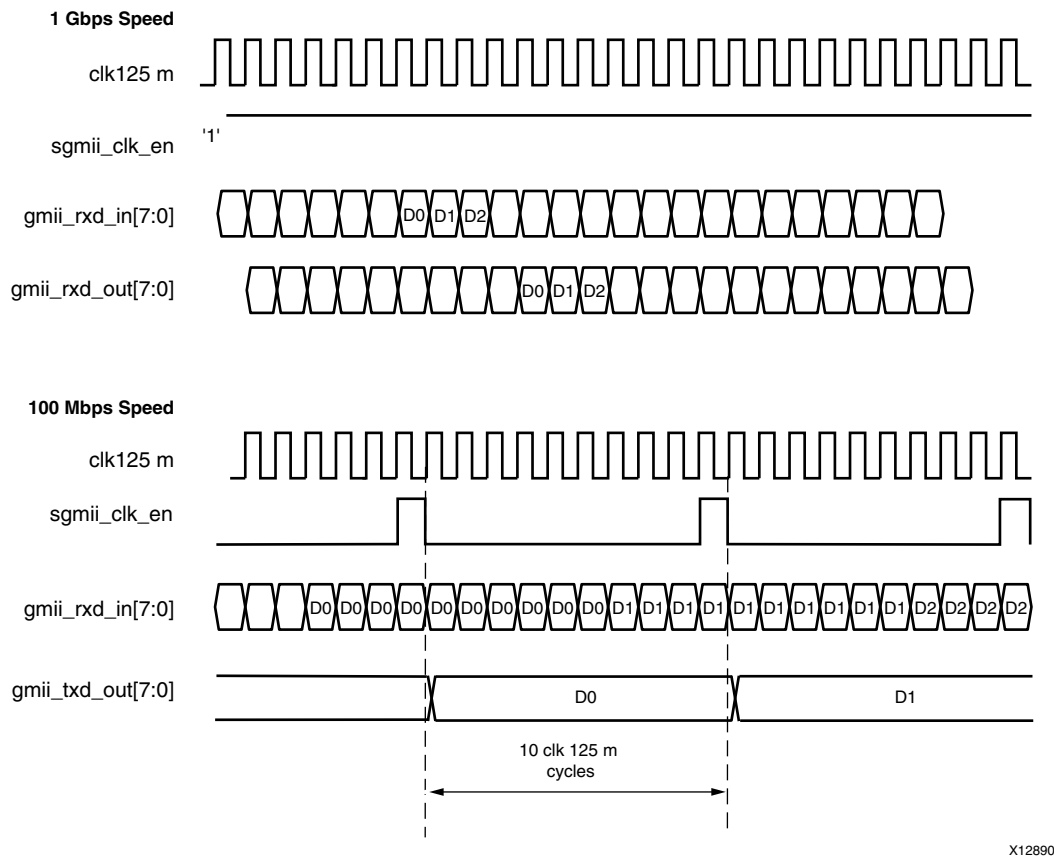 1 Gbps Speed
clk125 m
'1'
sgmii_clk_en
gmii_rxd_in[7:0] D0 D1 D2
gmii_rxd_out[7:0] D0 D1 D2
100 Mbps Speed
clk125 m
sgmii_clk_en
gmii_rxd_in[7:0] D0 D0 D0 D0 D0 D0 D0 D0 D0 D0 D1 D1 D1 D1 D1 D1 D1 D1 D1 D1 D2 D2 D2 D2
gmii_txd_out[7:0] D0 D1
10 clk 125 m
cycles
X12890